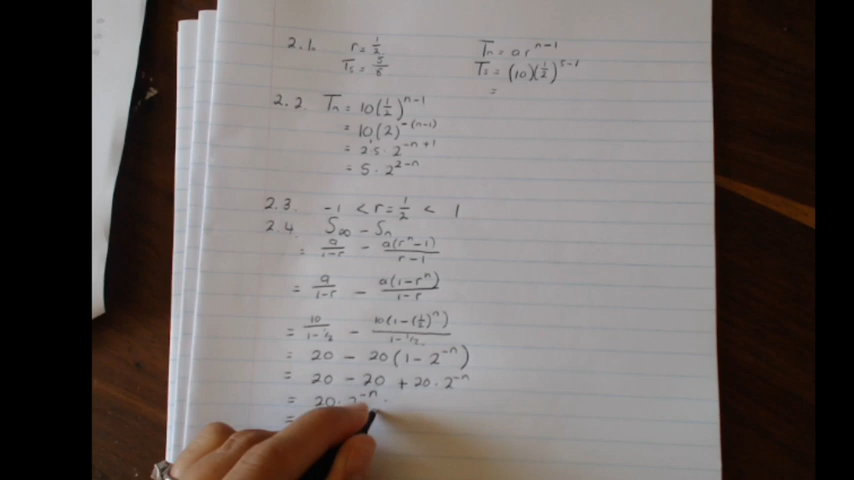 2.1. r = 1/2
T5 = 5/8
Tn = ar^(n-1)
T5 = (10)(1/2)^(5-1)
=
2.2. Tn = 10(1/2)^(n-1)
= 10(2)^-(n-1)
= 2.5 · 2^(-n+1)
= 5 · 2^(2-n)
2.3. -1 < r = 1/2 < 1
2.4. S∞ - Sn
= a/(1-r) - a(r^n - 1)/(r-1)
= a/(1-r) - a(1-r^n)/(1-r)
= 10/(1-1/2) - 10(1-(1/2)^n)/(1-1/2)
= 20 - 20(1 - 2^-n)
= 20 - 20 + 20 · 2^-n
= 20 · 2^-n .
=